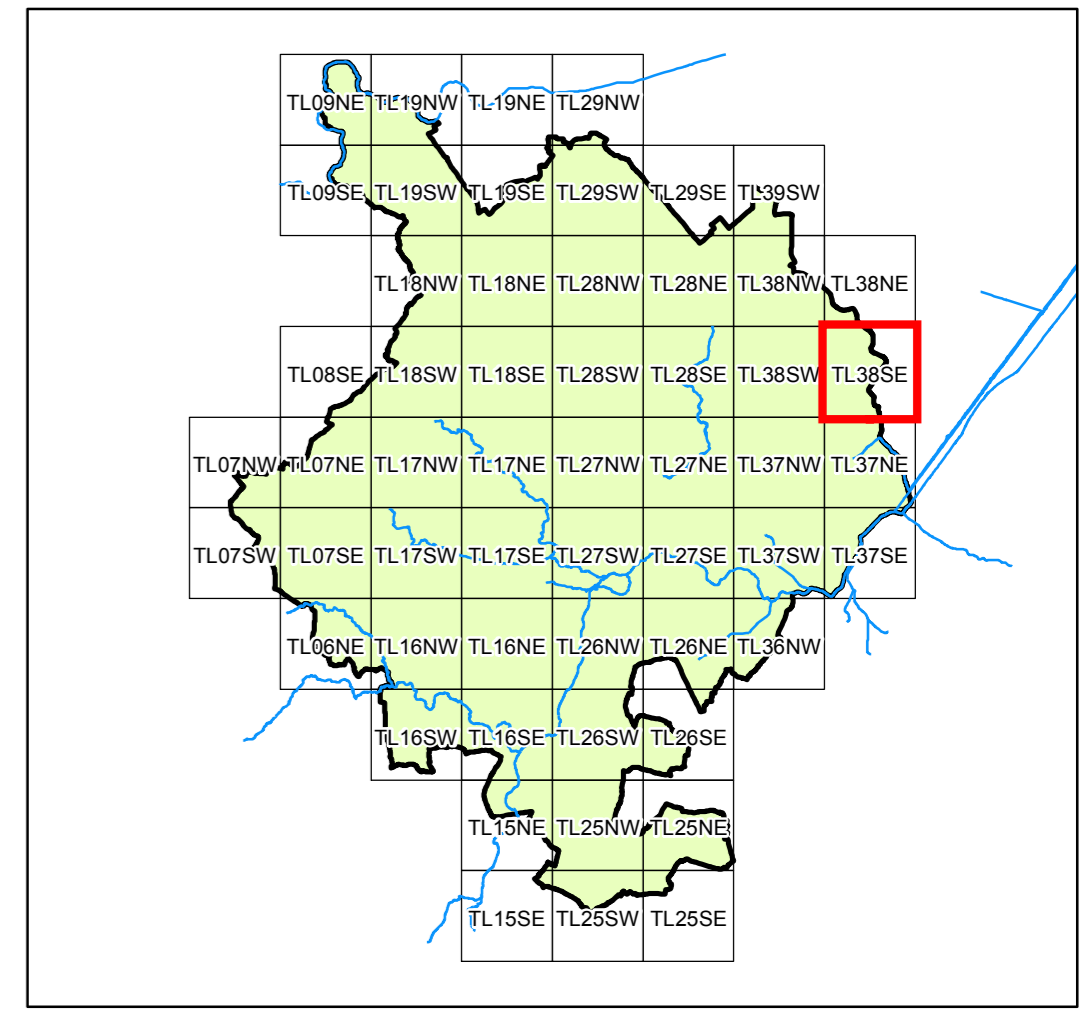 TL09NE TL19NW TL19NE TL29NW
TL09SE TL19SW TL19SE TL29SW TL29SE TL39SW
TL18NW TL18NE TL28NW TL28NE TL38NW TL38NE
TL08SE TL18SW TL18SE TL28SW TL28SE TL38SW TL38SE
TL07NW TL07NE TL17NW TL17NE TL27NW TL27NE TL37NW TL37NE
TL07SW TL07SE TL17SW TL17SE TL27SW TL27SE TL37SW TL37SE
TL06NE TL16NW TL16NE TL26NW TL26NE TL36NW
TL16SW TL16SE TL26SW TL26SE
TL15NE TL25NW TL25NE
TL15SE TL25SW TL25SE